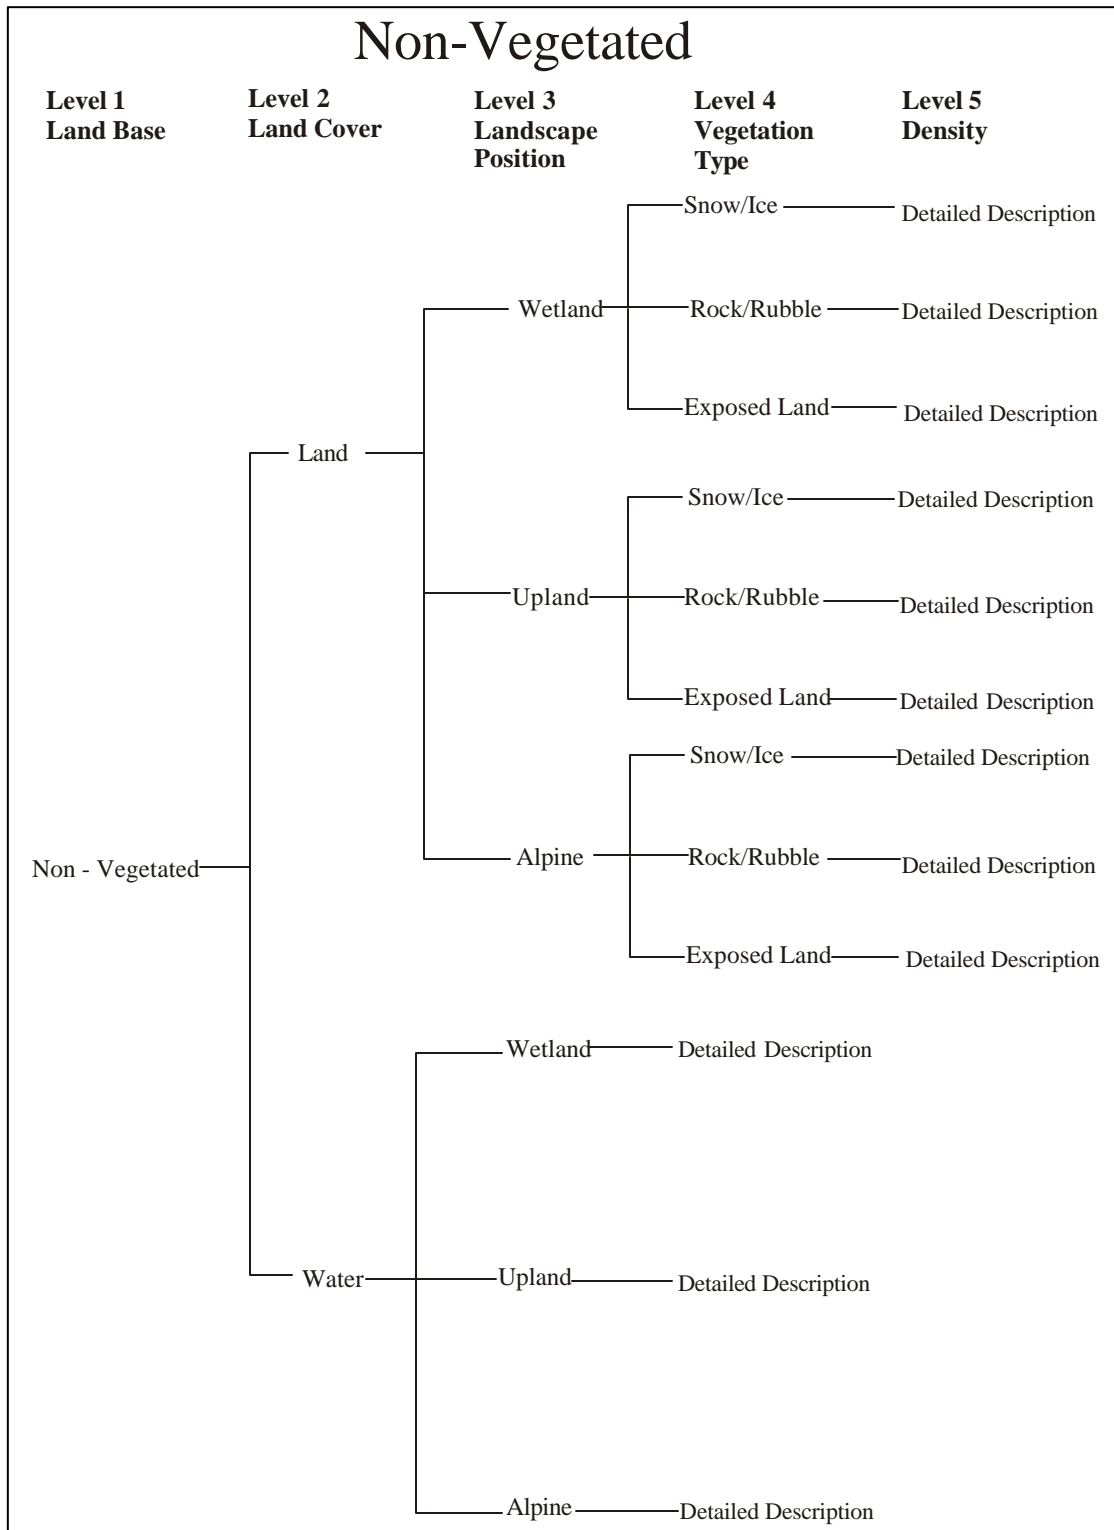 Non-Vegetated
Level 1
Land Base
Level 2
Land Cover
Level 3
Landscape
Position
Level 4
Vegetation
Type
Level 5
Density
Snow/Ice
Detailed Description
Wetland
Rock/Rubble
Detailed Description
Exposed Land
Detailed Description
Land
Snow/Ice
Detailed Description
Upland
Rock/Rubble
Detailed Description
Exposed Land
Detailed Description
Snow/Ice
Detailed Description
Non - Vegetated
Alpine
Rock/Rubble
Detailed Description
Exposed Land
Detailed Description
Wetland
Detailed Description
Water
Upland
Detailed Description
Alpine
Detailed Description